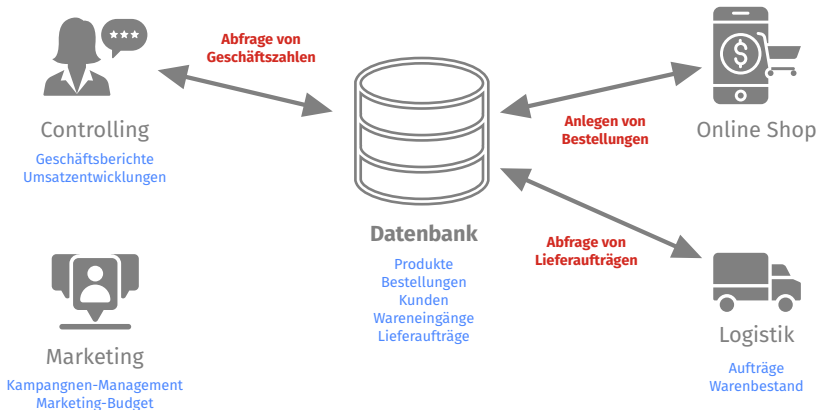 Abfrage von
Geschäftszahlen
Controlling
Geschäftsberichte
Umsatzentwicklungen
Anlegen von
Bestellungen
Online Shop
Datenbank
Produkte
Bestellungen
Kunden
Wareneingänge
Lieferaufträge
Abfrage von
Lieferaufträgen
Logistik
Aufträge
Warenbestand
Marketing
Kampangnen-Management
Marketing-Budget